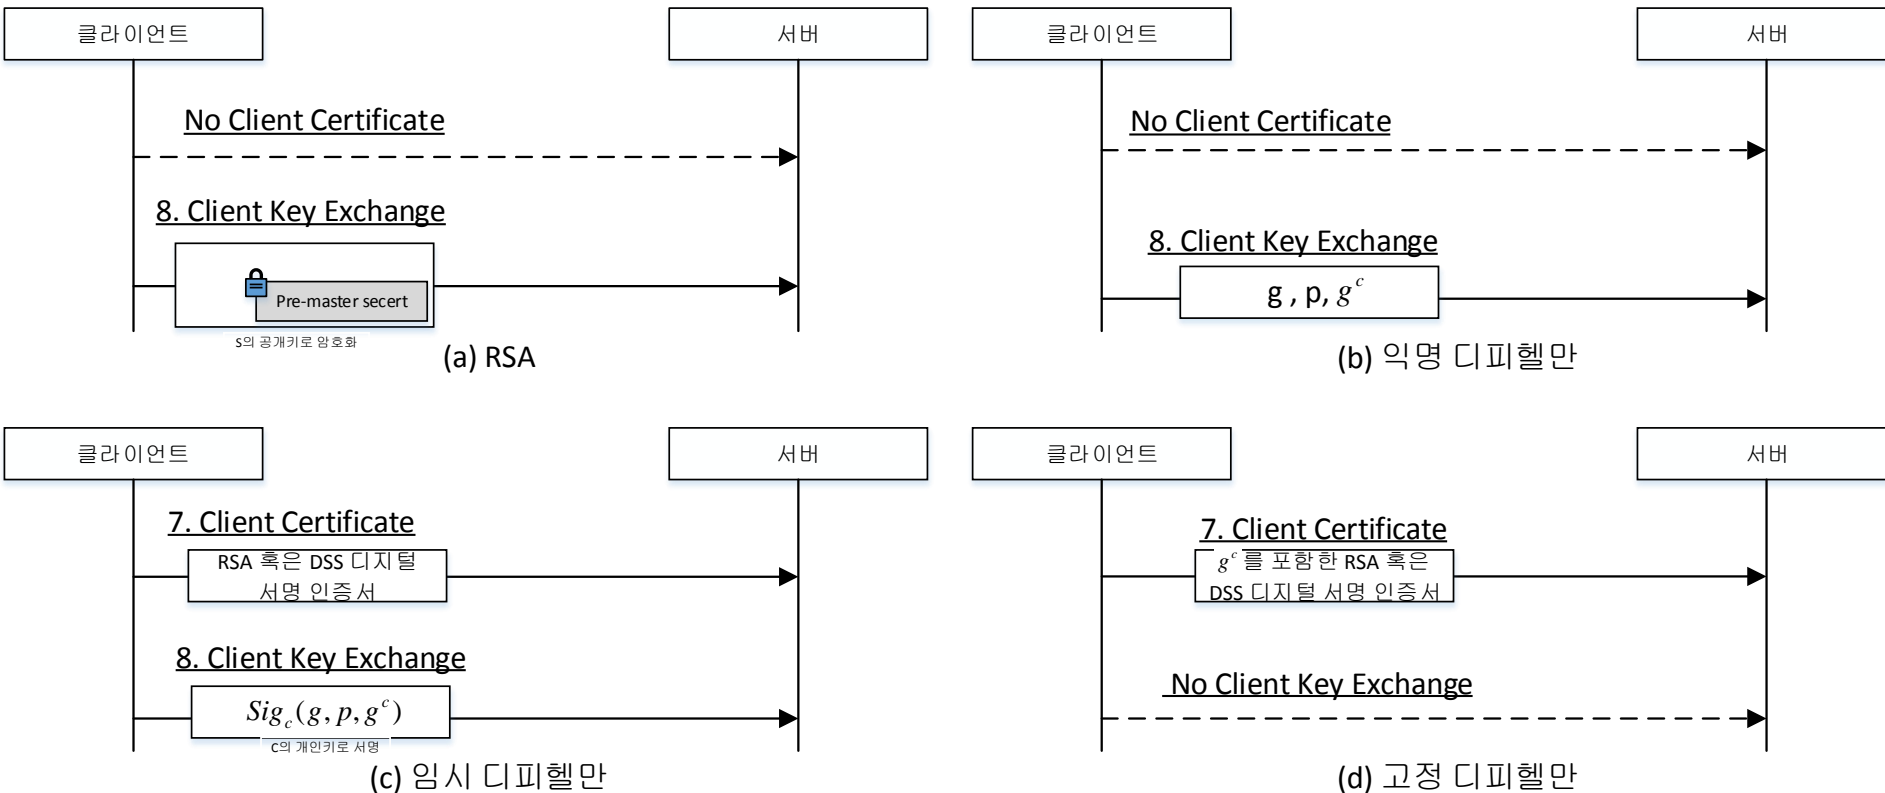 클라이언트
서버
No Client Certificate
8. Client Key Exchange
Pre-master secert
S의 공개키로 암호화
(a) RSA
클라이언트
서버
No Client Certificate
8. Client Key Exchange
g , p, g^c
(b) 익명 디피헬만
클라이언트
서버
7. Client Certificate
RSA 혹은 DSS 디지털
서명 인증서
8. Client Key Exchange
Sig_c(g, p, g^c)
C의 개인키로 서명
(c) 임시 디피헬만
클라이언트
서버
7. Client Certificate
g^c 를 포함한 RSA 혹은
DSS 디지털 서명 인증서
No Client Key Exchange
(d) 고정 디피헬만